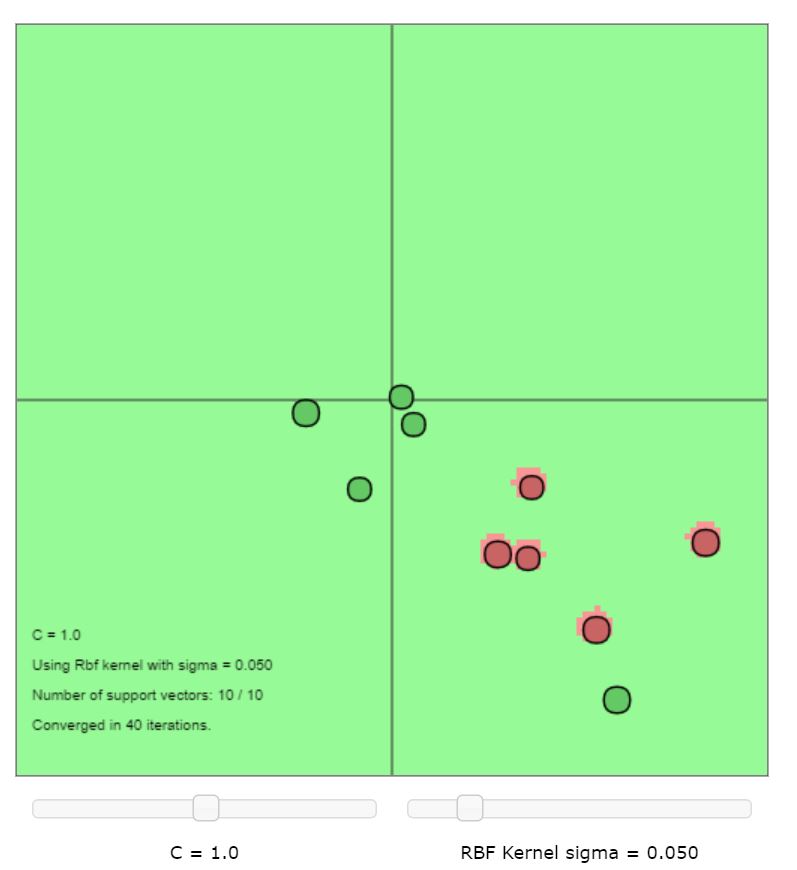 C = 1.0
Using Rbf kernel with sigma = 0.050
Number of support vectors: 10 / 10
Converged in 40 iterations.
C = 1.0
RBF Kernel sigma = 0.050